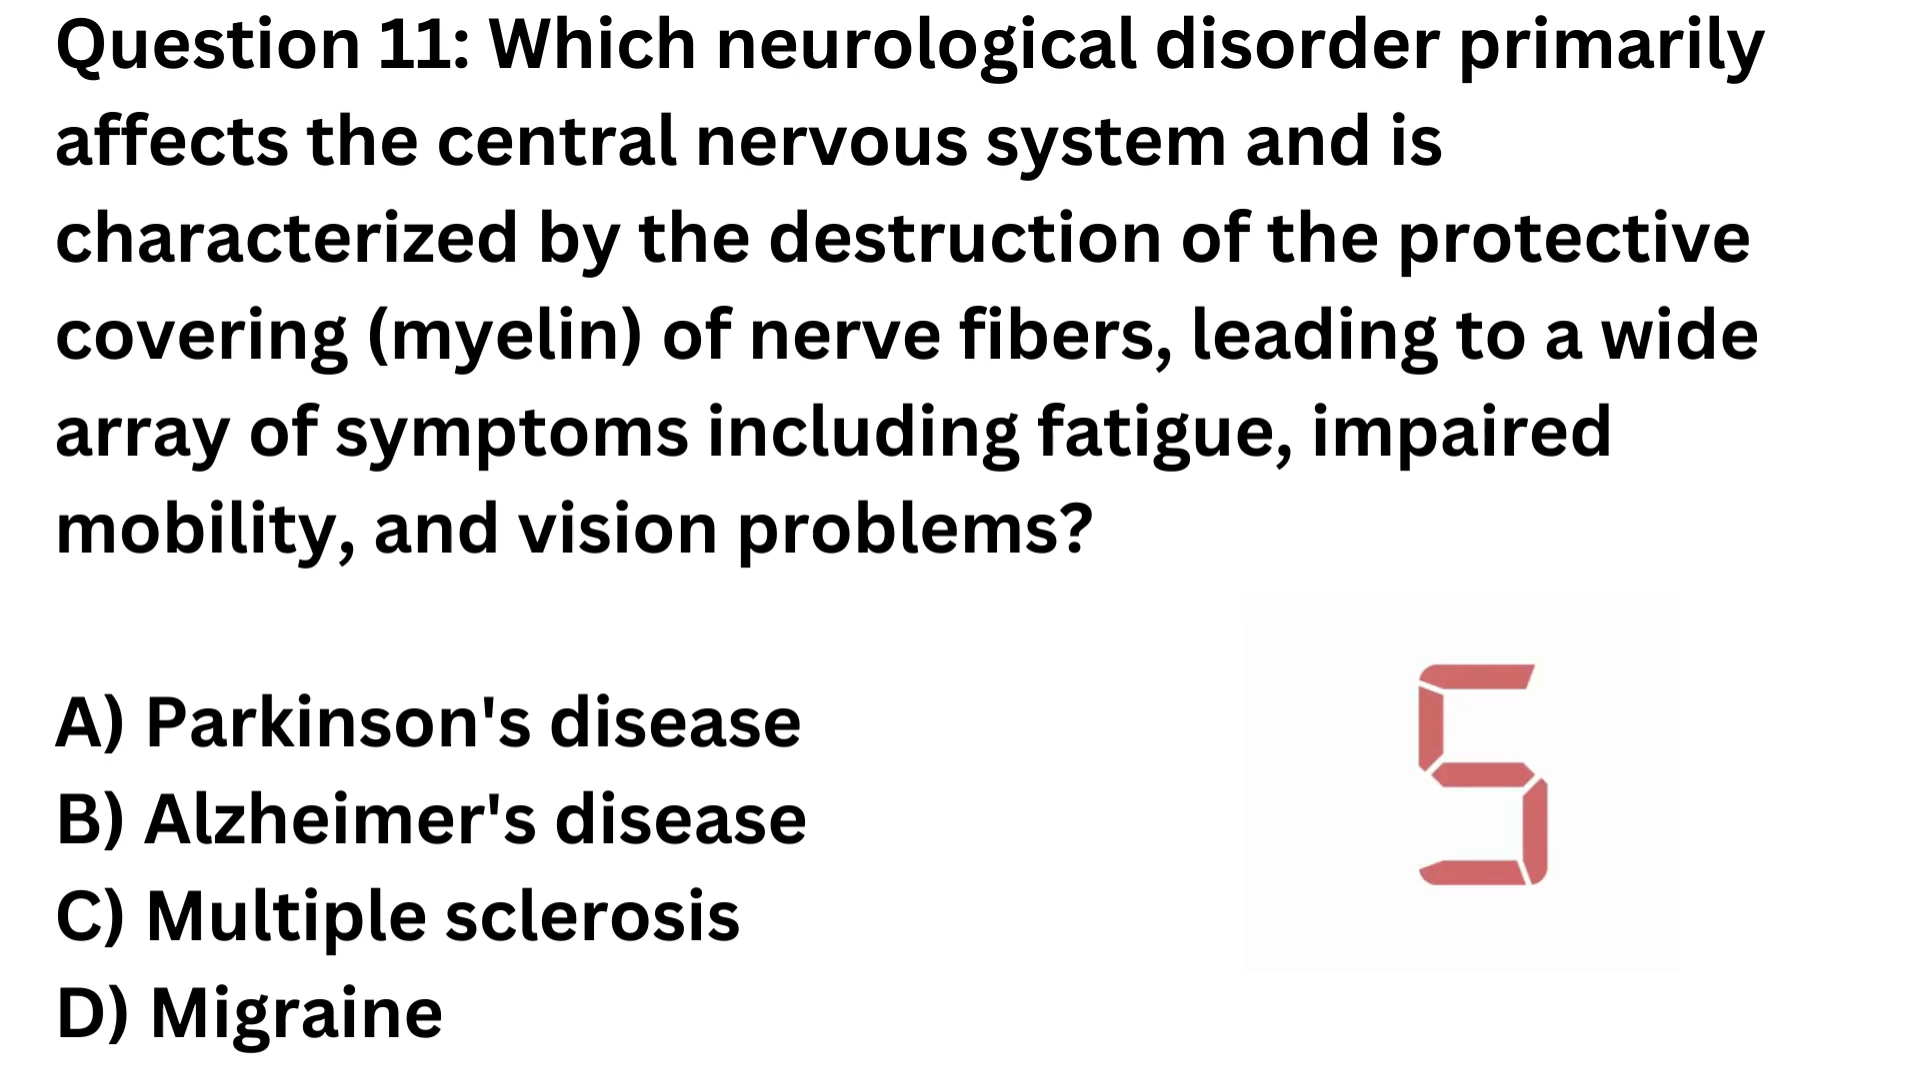 Question 11: Which neurological disorder primarily
affects the central nervous system and is
characterized by the destruction of the protective
covering (myelin) of nerve fibers, leading to a wide
array of symptoms including fatigue, impaired
mobility, and vision problems?
A) Parkinson's disease
B) Alzheimer's disease
C) Multiple sclerosis
D) Migraine
5